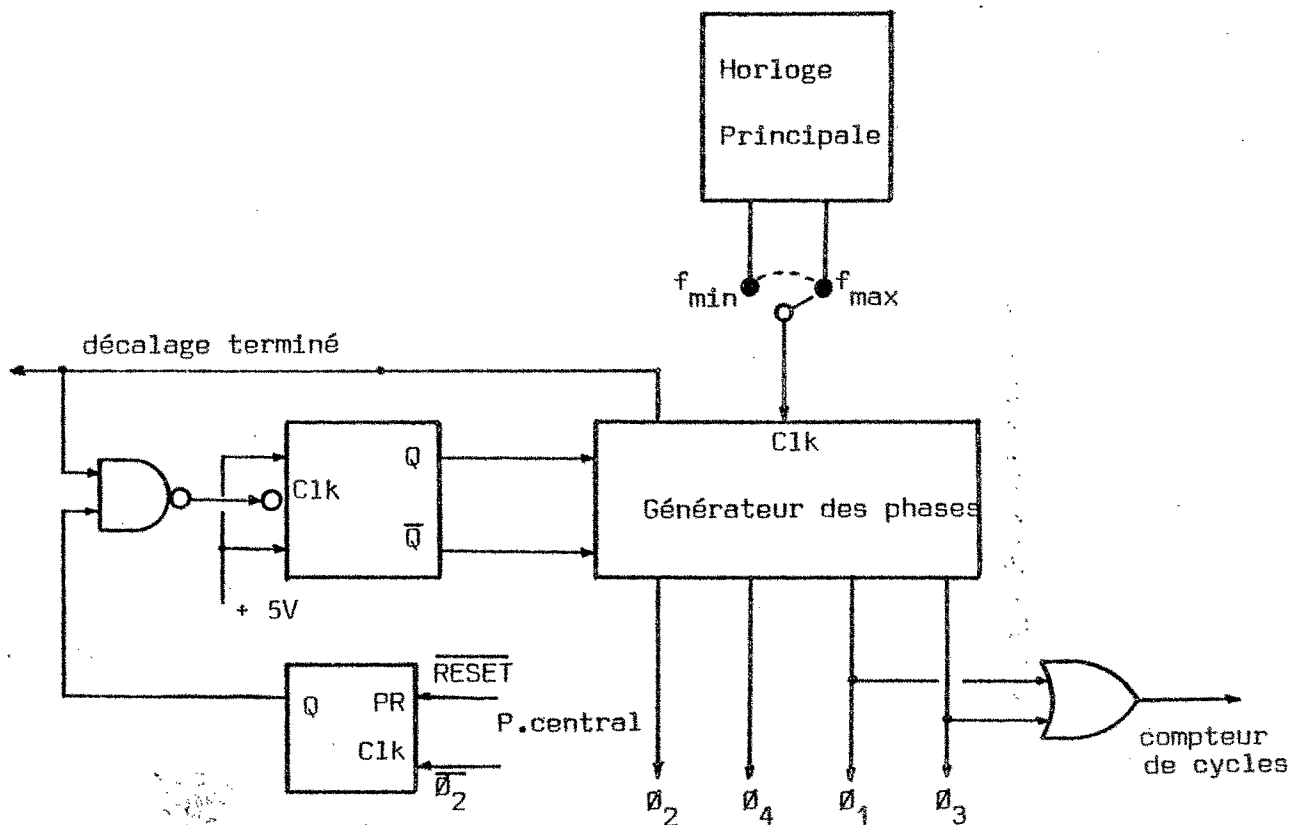 Horloge
Principale
f_min
f_max
décalage terminé
Clk
Q
Clk
Générateur des phases
Q̅
+ 5V
R̅E̅S̅E̅T̅
Q
PR
P.central
Clk
Ø̅₂
compteur
de cycles
Ø₂
Ø₄
Ø₁
Ø₃